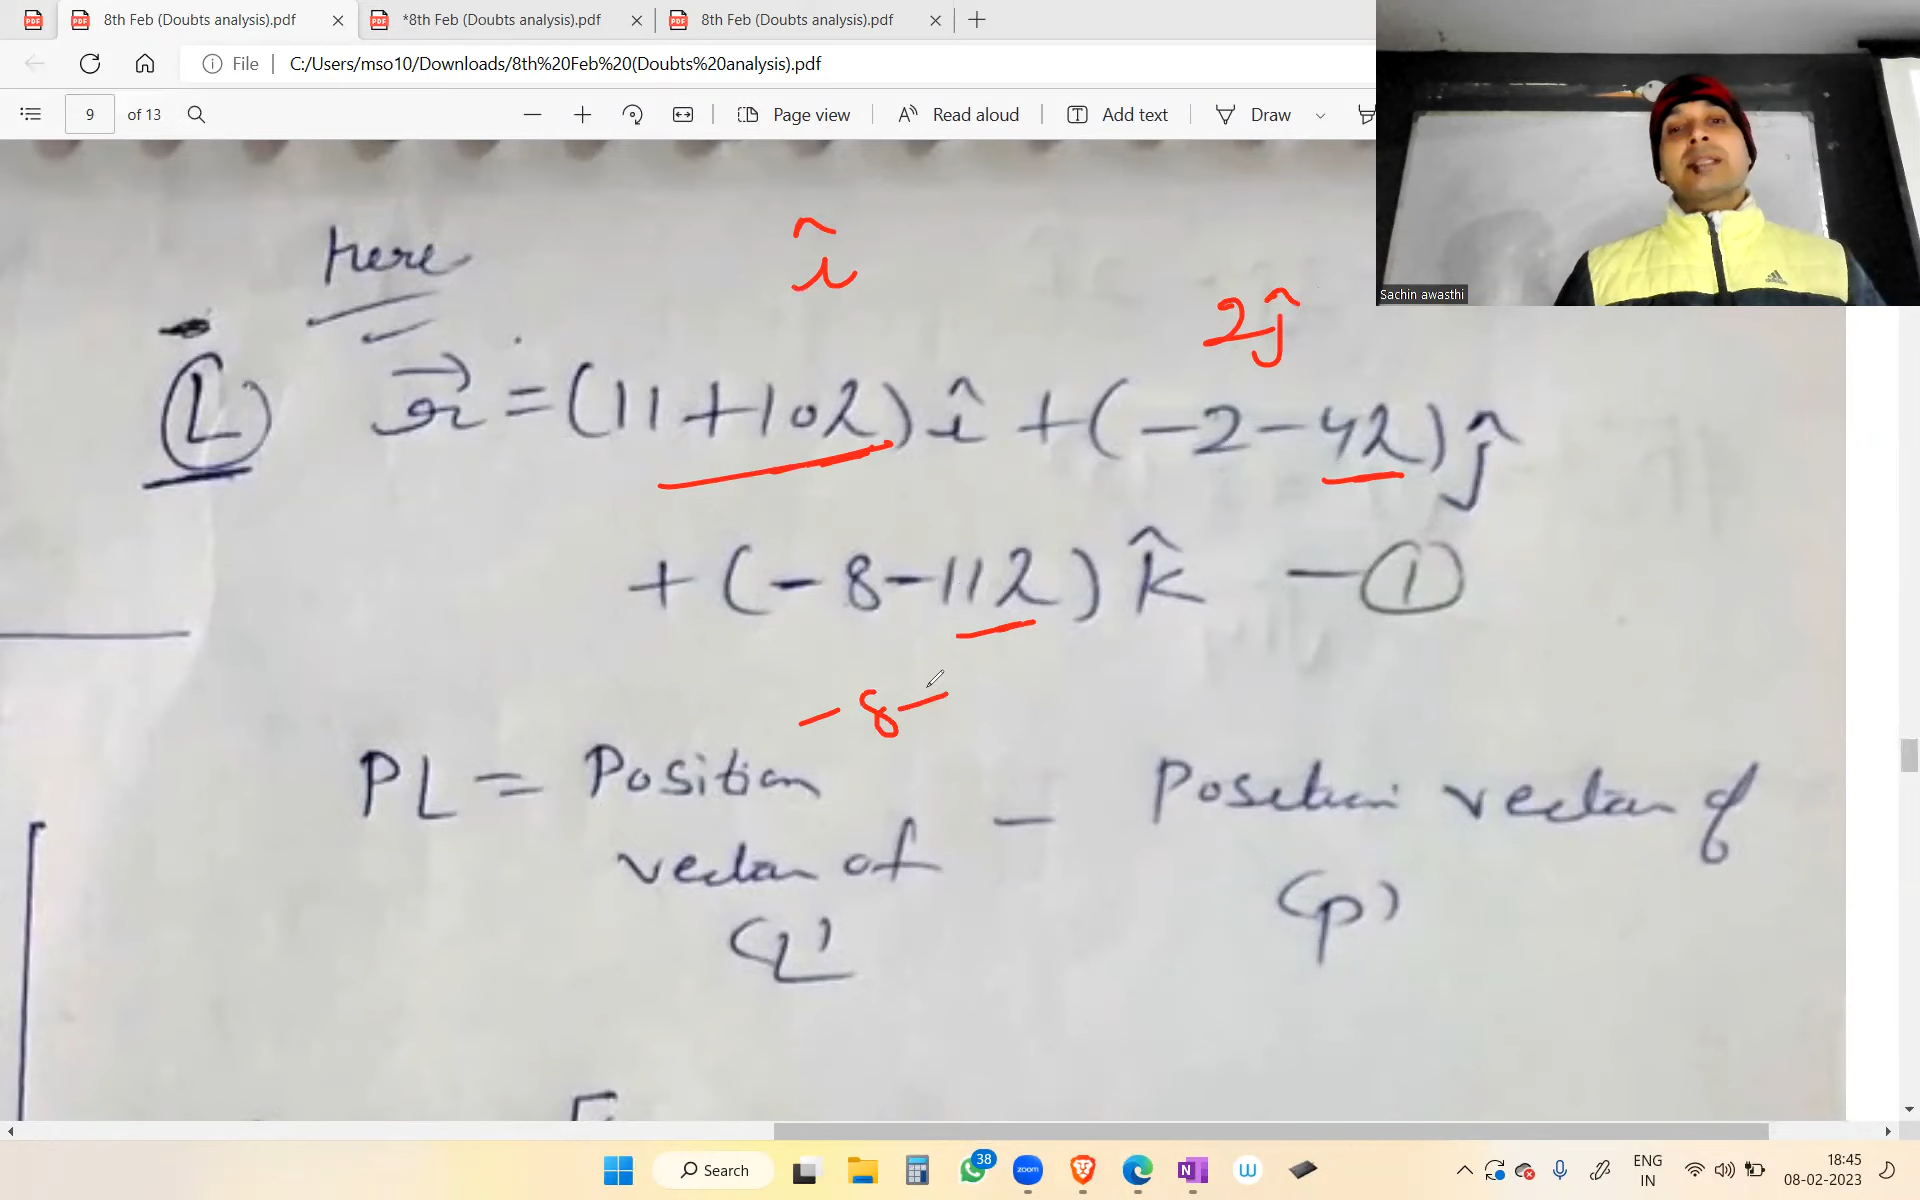 8th Feb (Doubts analysis).pdf
*8th Feb (Doubts analysis).pdf
8th Feb (Doubts analysis).pdf
File
C:/Users/mso10/Downloads/8th%20Feb%20(Doubts%20analysis).pdf
9 of 13
Page view
Read aloud
Add text
Draw
Sachin awasthi
Here
î
2ĵ
L r⃗ = (11+10λ) î + (-2-4λ) ĵ
+ (-8-11λ) k̂ - ①
-8-
PL = Position vector of (L) - Position vector of (P)
Search
38
zoom
N
W
ENG
IN
18:45
08-02-2023